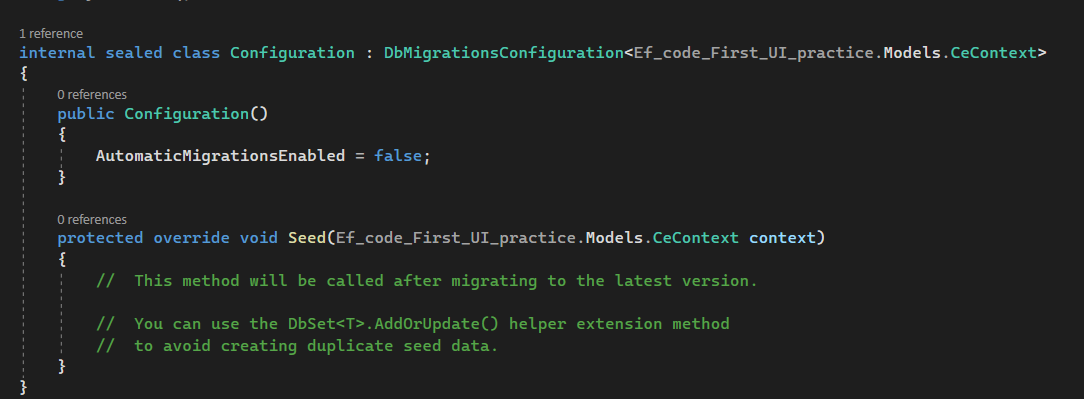 1 reference
internal sealed class Configuration : DbMigrationsConfiguration<Ef_code_First_UI_practice.Models.CeContext>
{
0 references
public Configuration()
{
AutomaticMigrationsEnabled = false;
}
0 references
protected override void Seed(Ef_code_First_UI_practice.Models.CeContext context)
{
//  This method will be called after migrating to the latest version.
//  You can use the DbSet<T>.AddOrUpdate() helper extension method
//  to avoid creating duplicate seed data.
}
}